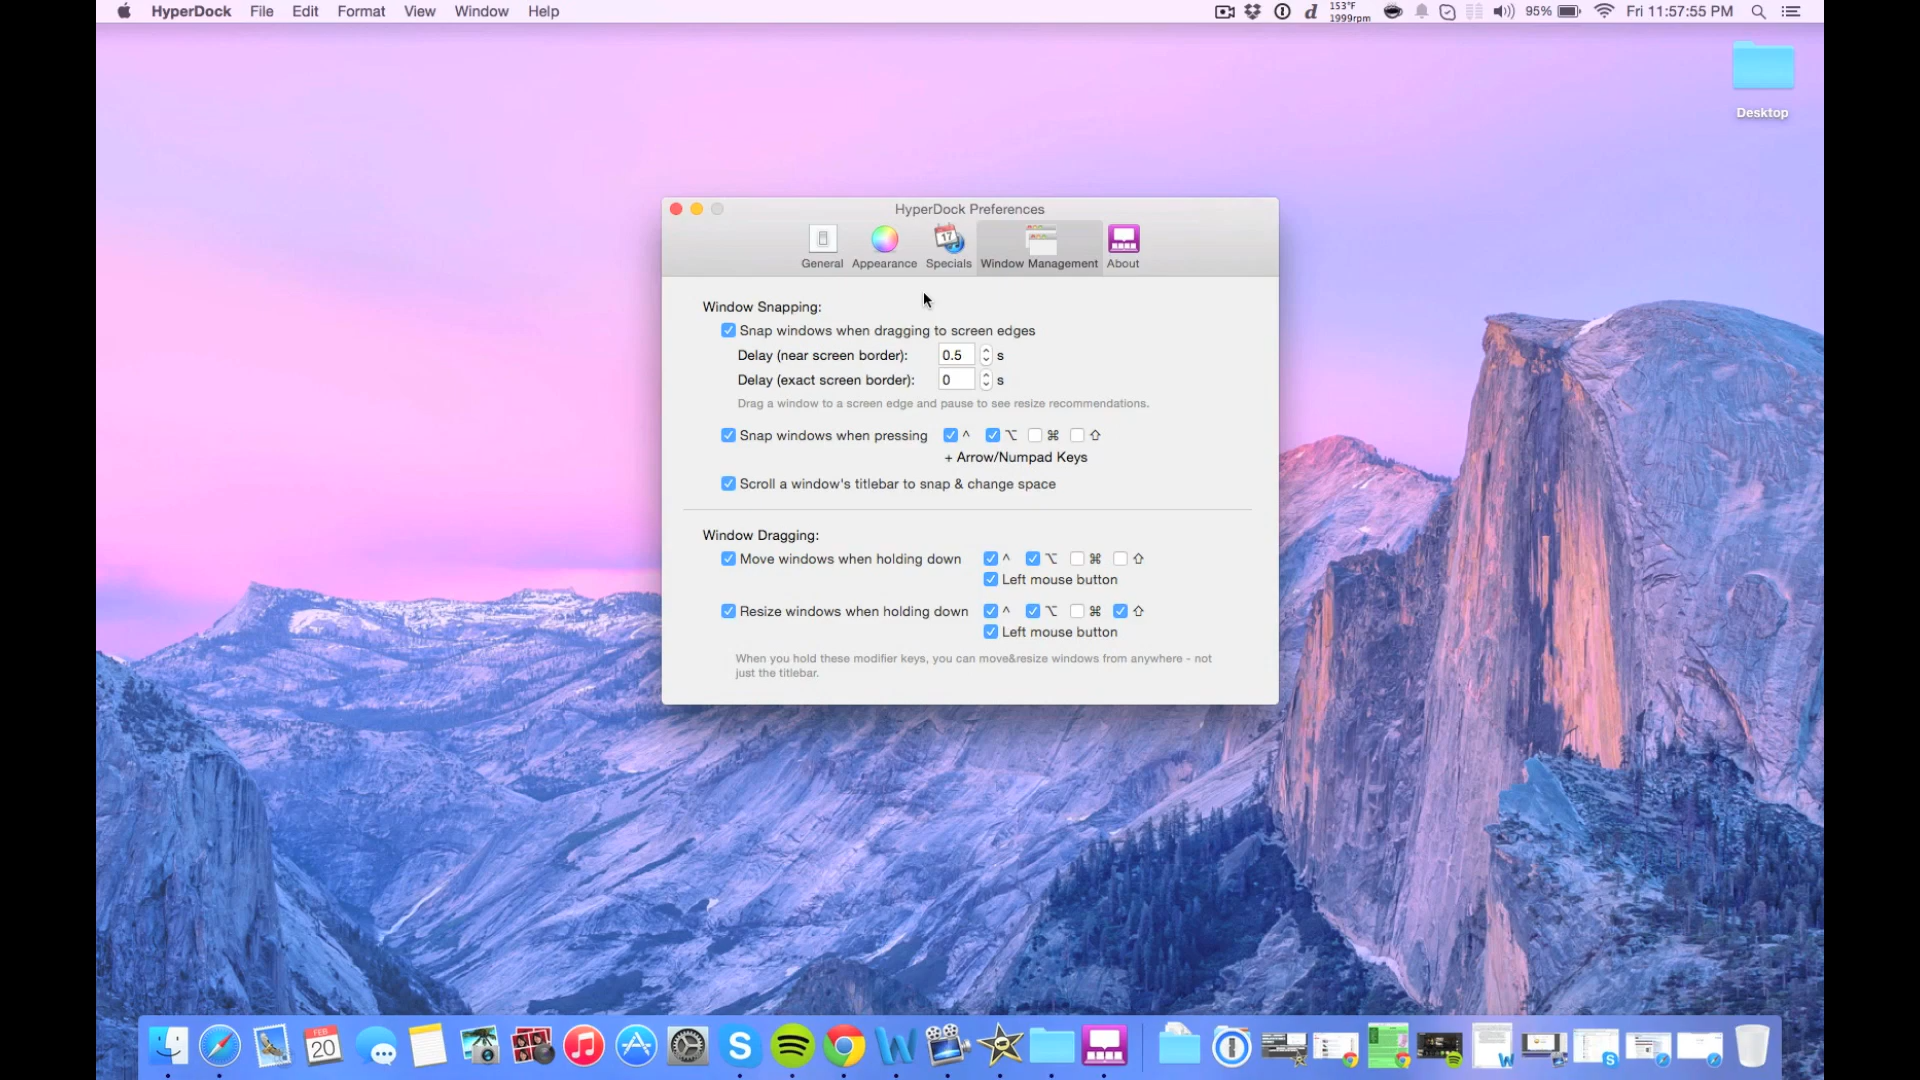 HyperDock File Edit Format View Window Help
153°F
1999rpm
95% Fri 11:57:55 PM
Desktop
HyperDock Preferences
General Appearance Specials Window Management About
17
Window Snapping:
Snap windows when dragging to screen edges
Delay (near screen border): 0.5 s
Delay (exact screen border): 0 s
Drag a window to a screen edge and pause to see resize recommendations.
Snap windows when pressing ^ ⌥ ⌘ ⇧
+ Arrow/Numpad Keys
Scroll a window's titlebar to snap & change space
Window Dragging:
Move windows when holding down ^ ⌥ ⌘ ⇧
Left mouse button
Resize windows when holding down ^ ⌥ ⌘ ⇧
Left mouse button
When you hold these modifier keys, you can move&resize windows from anywhere - not
just the titlebar.
FEB
20